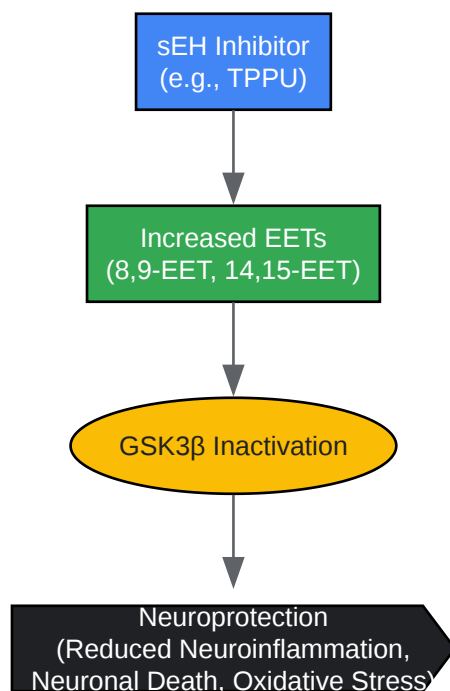 sEH Inhibitor
(e.g., TPPU)
Increased EETs
(8,9-EET, 14,15-EET)
GSK3β Inactivation
Neuroprotection
(Reduced Neuroinflammation,
Neuronal Death, Oxidative Stress)